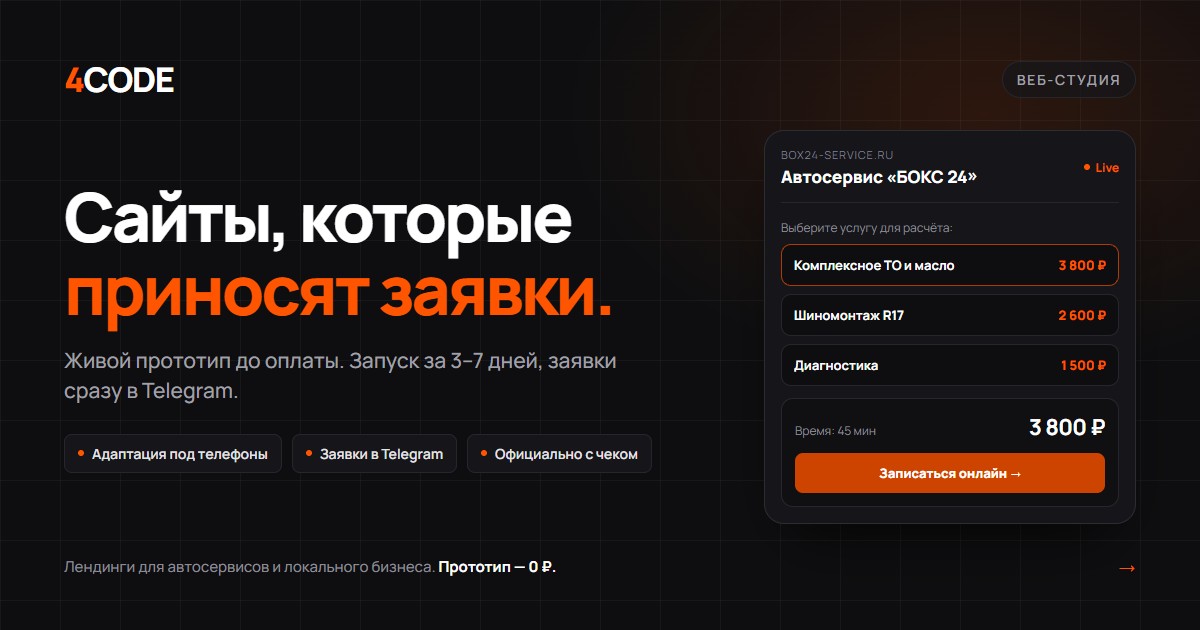 4CODE
ВЕБ-СТУДИЯ
Сайты, которые
приносят заявки.
Живой прототип до оплаты. Запуск за 3–7 дней, заявки
сразу в Telegram.
Адаптация под телефоны
Заявки в Telegram
Официально с чеком
BOX24-SERVICE.RU
Автосервис «БОКС 24»
Live
Выберите услугу для расчёта:
Комплексное ТО и масло 3 800 ₽
Шиномонтаж R17 2 600 ₽
Диагностика 1 500 ₽
Время: 45 мин 3 800 ₽
Записаться онлайн →
Лендинги для автосервисов и локального бизнеса. Прототип — 0 ₽.
→